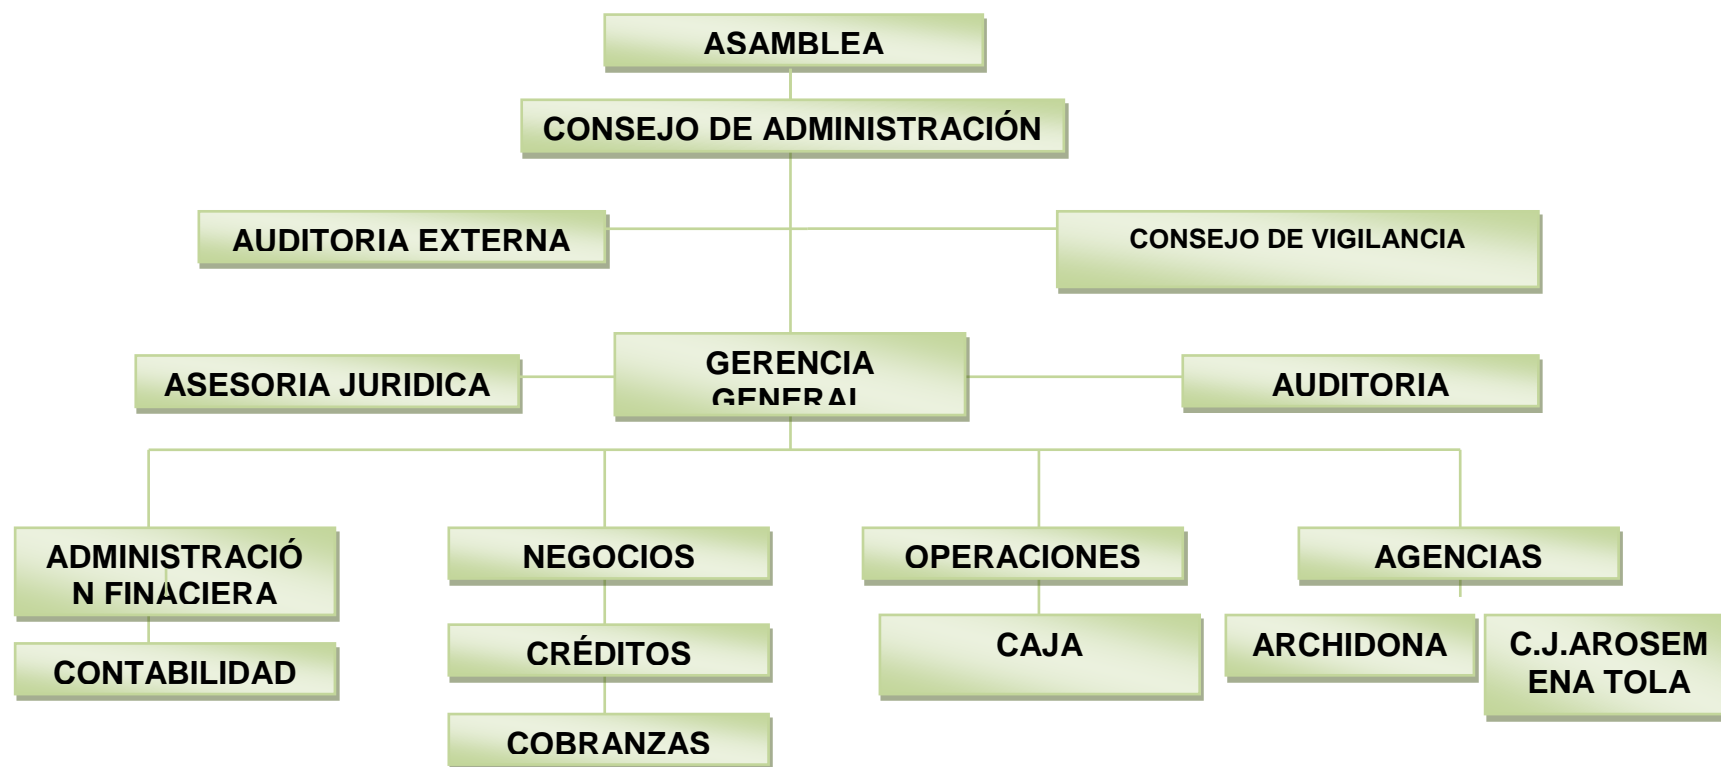 ASAMBLEA
CONSEJO DE ADMINISTRACIÓN
AUDITORIA EXTERNA
CONSEJO DE VIGILANCIA
GERENCIA
GENERAL
ASESORIA JURIDICA
AUDITORIA
ADMINISTRACIÓ
N FINACIERA
NEGOCIOS
OPERACIONES
AGENCIAS
CONTABILIDAD
CRÉDITOS
CAJA
ARCHIDONA
C.J.AROSEM
ENA TOLA
COBRANZAS